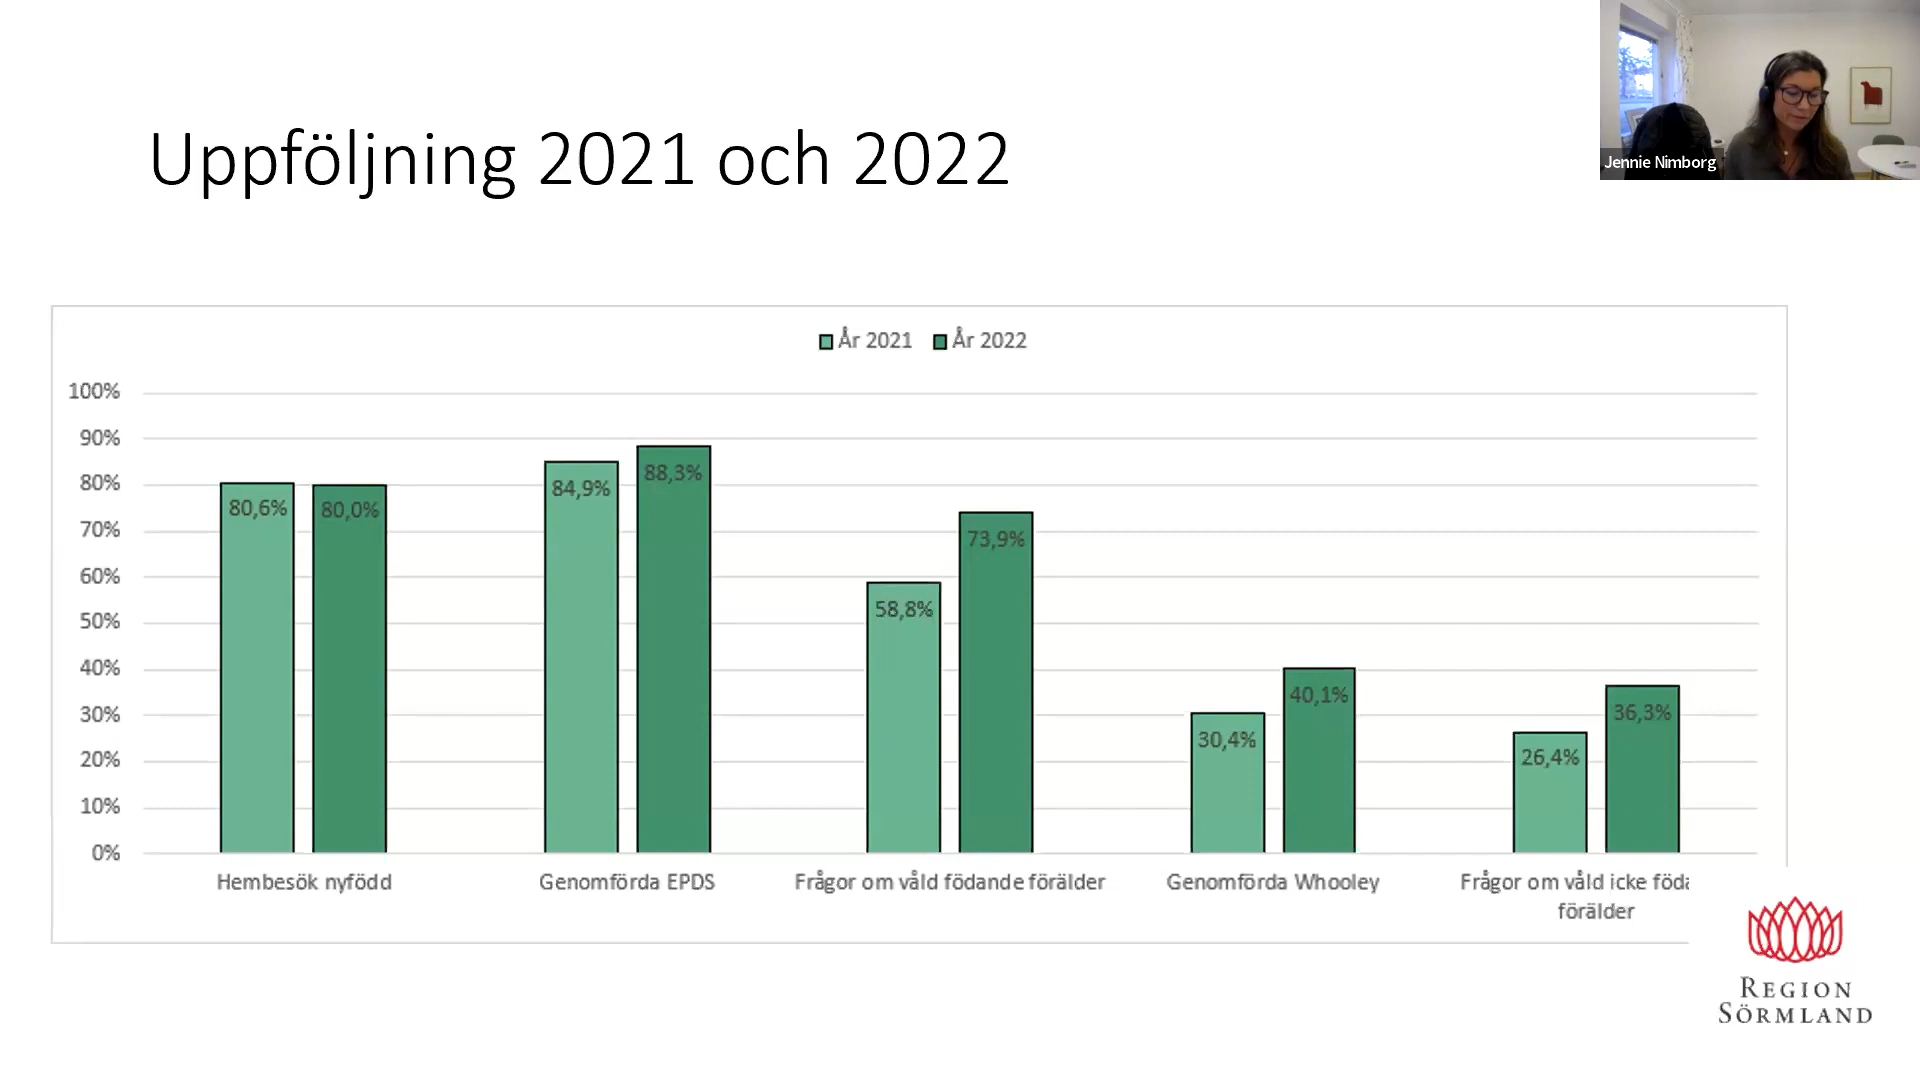 Jennie Nimborg
Uppföljning 2021 och 2022
År 2021 År 2022
100%
90%
80%
70%
60%
50%
40%
30%
20%
10%
0%
80,6% 80,0%
84,9% 88,3%
58,8% 73,9%
30,4% 40,1%
26,4% 36,3%
Hembesök nyfödd
Genomförda EPDS
Frågor om våld födande förälder
Genomförda Whooley
Frågor om våld icke föda
förälder
REGION
SÖRMLAND